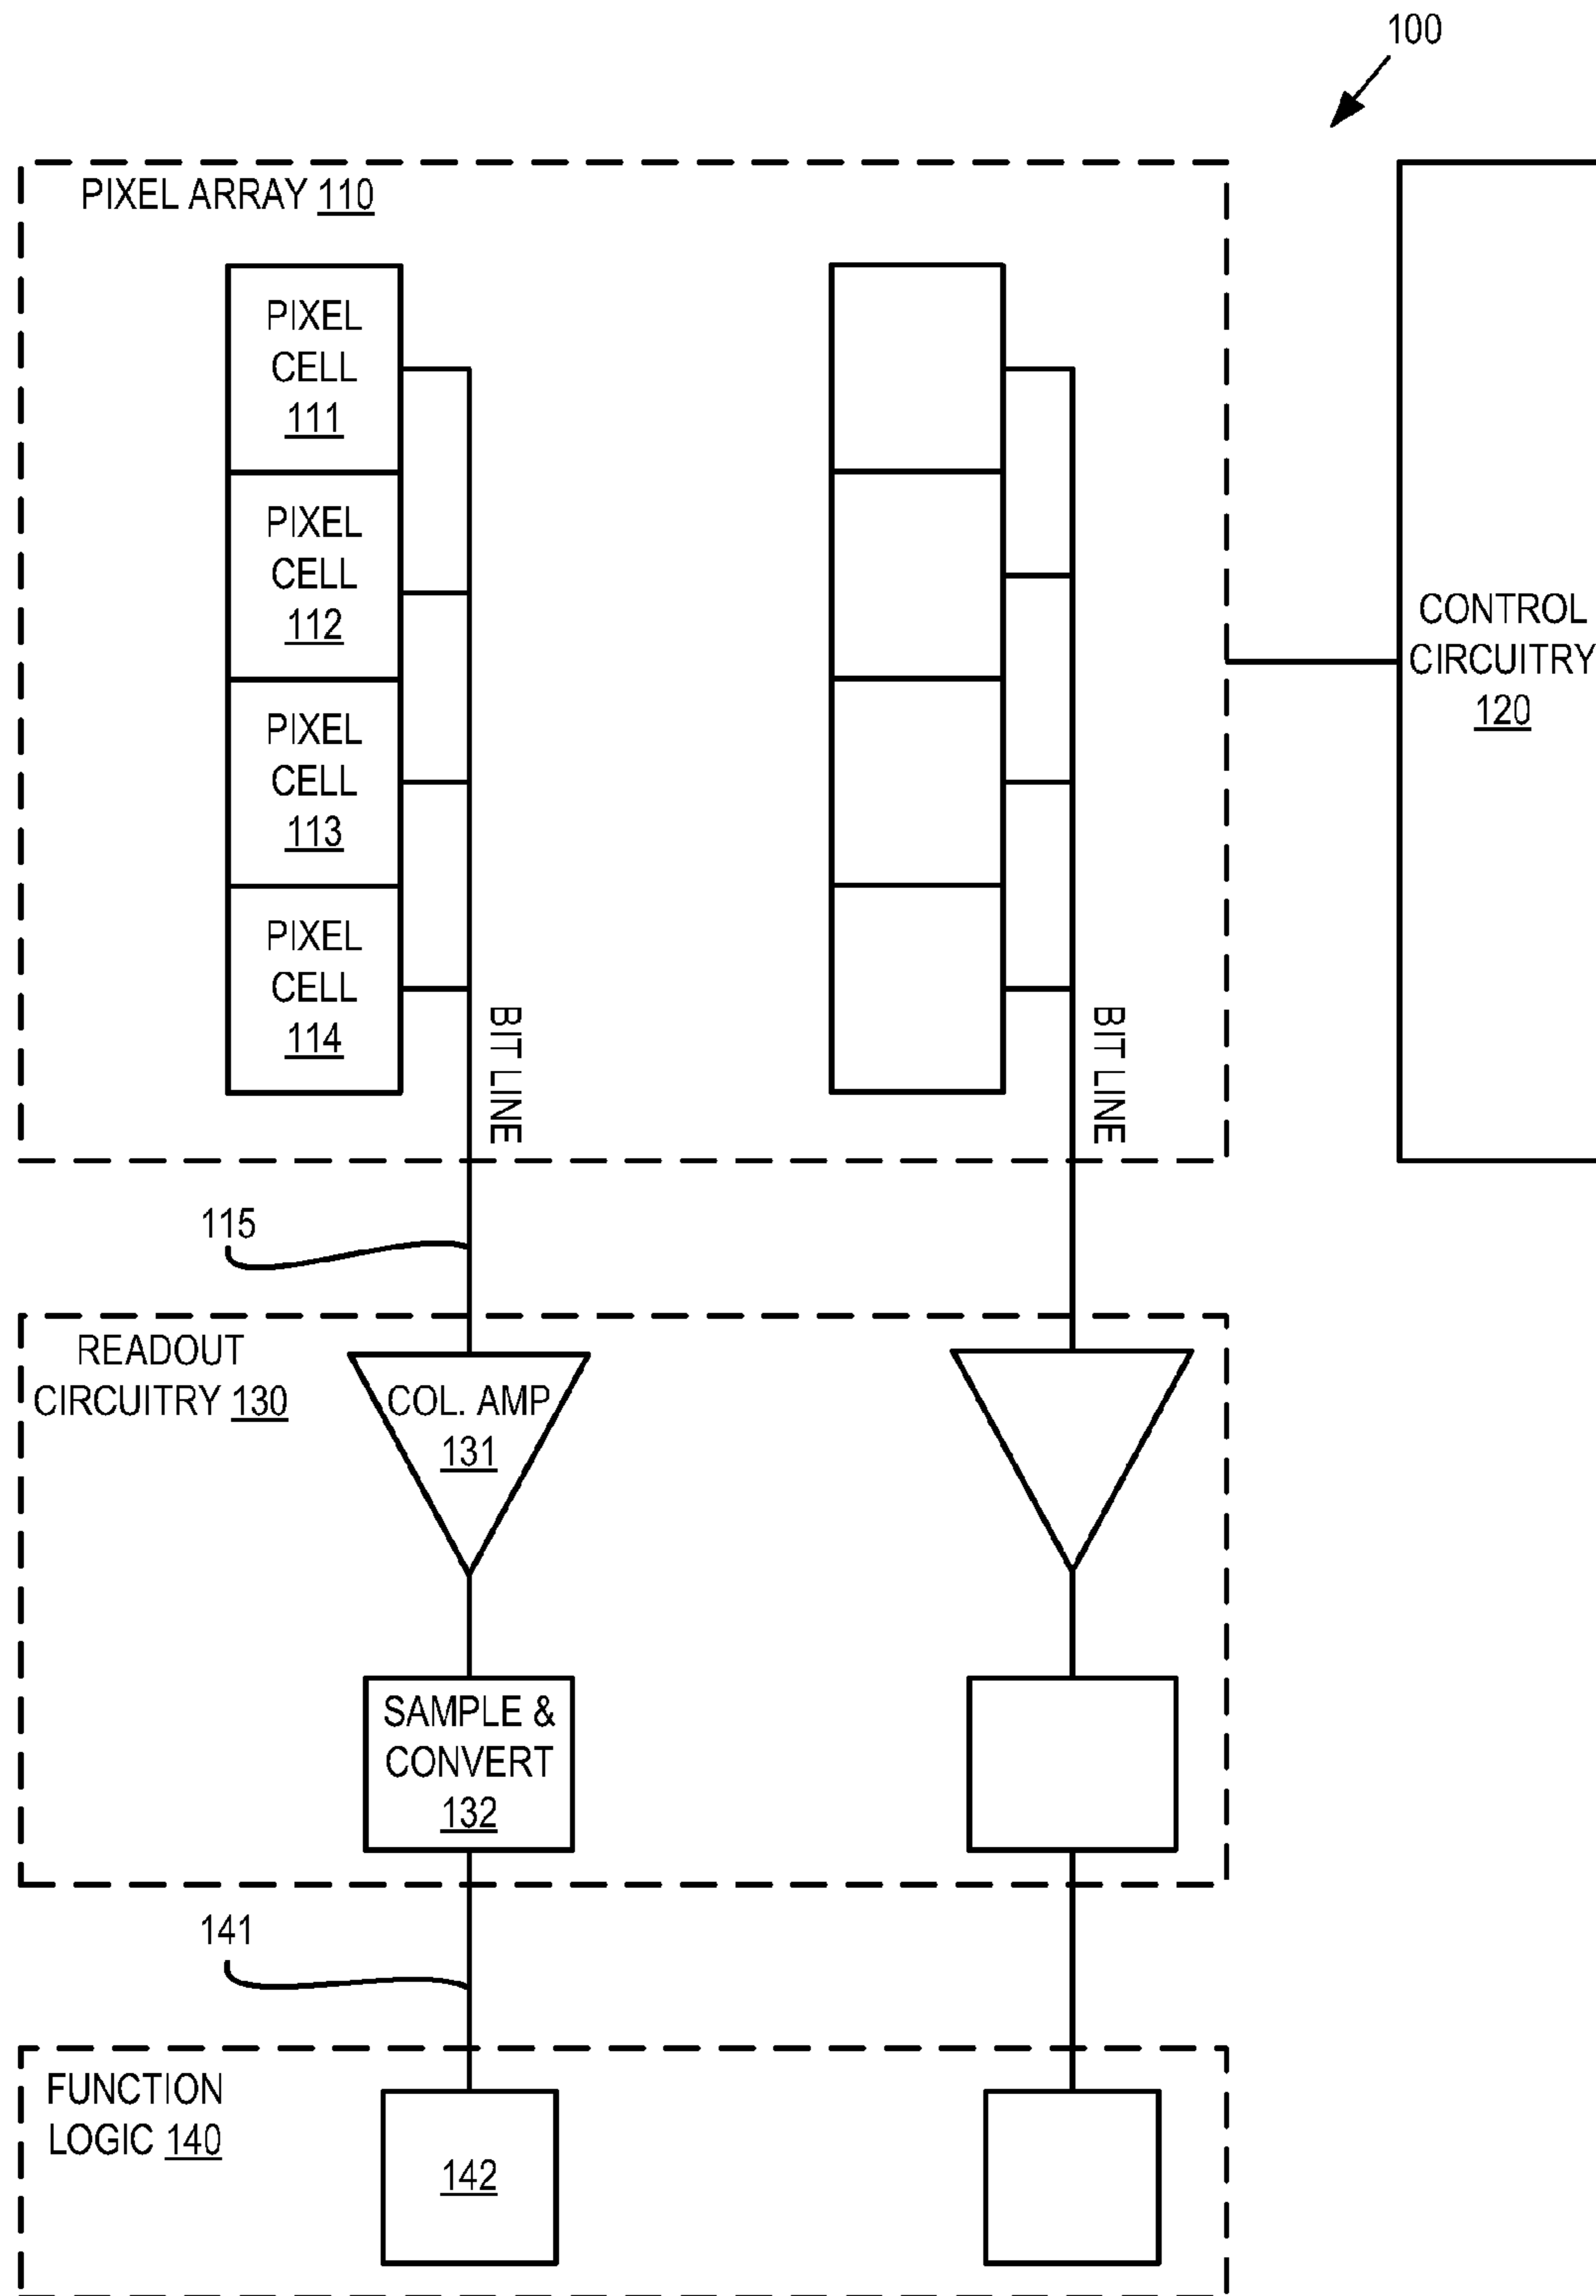 100
PIXEL ARRAY 110
PIXEL
CELL
111
PIXEL
CELL
112
PIXEL
CELL
113
PIXEL
CELL
114
BIT LINE
BIT LINE
CONTROL
CIRCUITRY
120
115
READOUT
CIRCUITRY 130
COL. AMP
131
SAMPLE &
CONVERT
132
141
FUNCTION
LOGIC 140
142